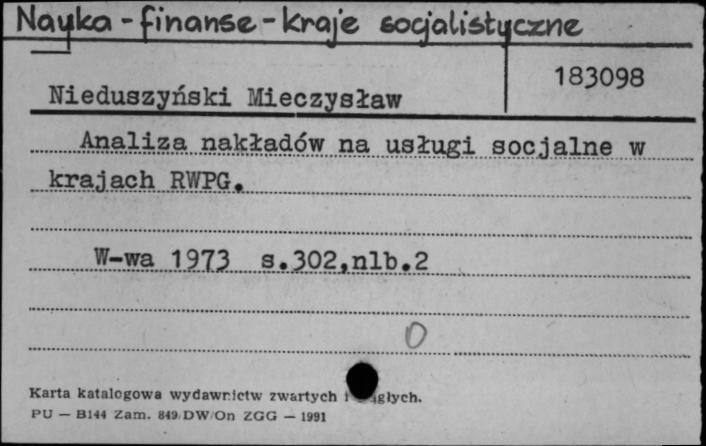 Nauka - finanse - kraje socjalistyczne
183098
Nieduszyński Mieczysław
Analiza nakładów na usługi socjalne w
krajach RWPG.
W-wa 1973 s.302,nlb.2
0
Karta katalogowa wydawnictw zwartych i
PU — B144 Zam. 849/DW/On ZGG — 1991